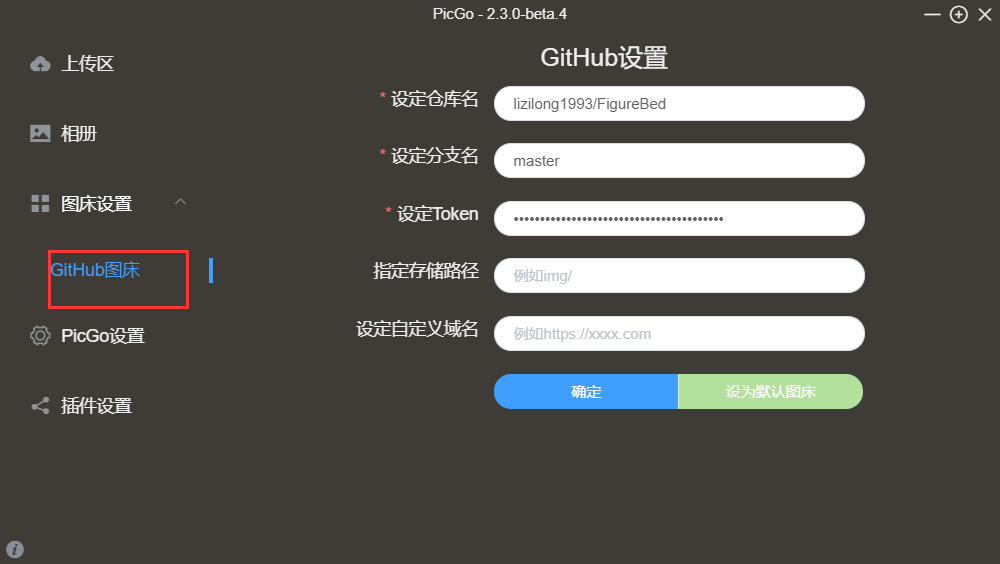 PicGo - 2.3.0-beta.4
上传区
相册
图床设置
GitHub图床
PicGo设置
插件设置
GitHub设置
* 设定仓库名
lizilong1993/FigureBed
* 设定分支名
master
* 设定Token
••••••••••••••••••••••••••••••••••••••••
指定存储路径
例如img/
设定自定义域名
例如https://xxxx.com
确定
设为默认图床